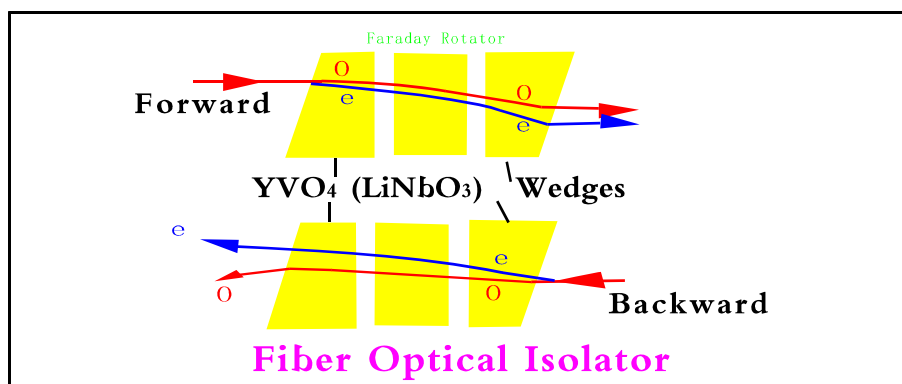 Faraday Rotator
O
O
e
e
Forward
YVO4 (LiNbO3) Wedges
e
e
O
O
Backward
Fiber Optical Isolator